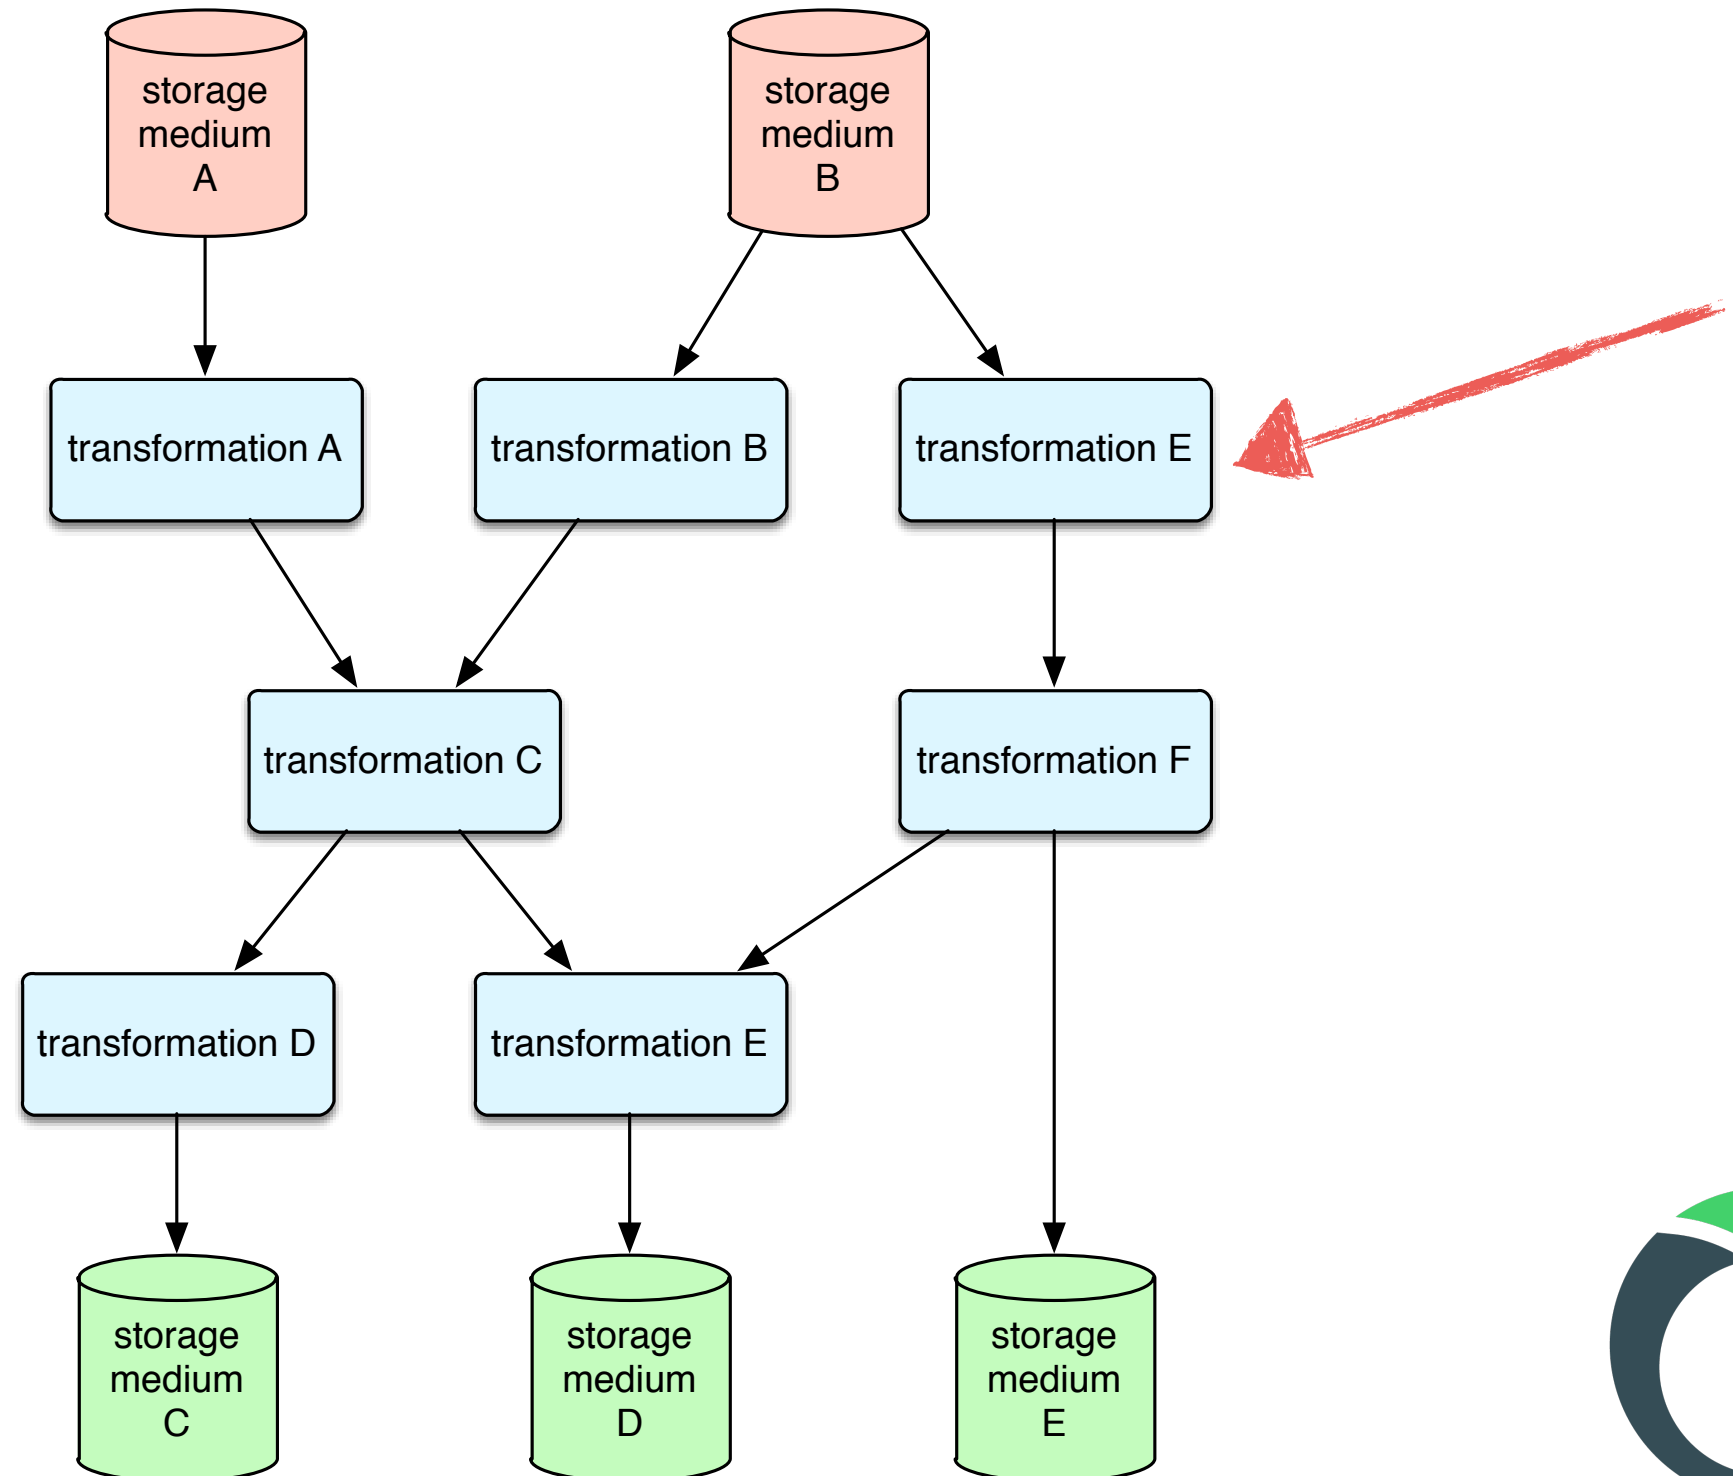 storage
medium
A
storage
medium
B
transformation A
transformation B
transformation E
transformation C
transformation F
transformation D
transformation E
storage
medium
C
storage
medium
D
storage
medium
E